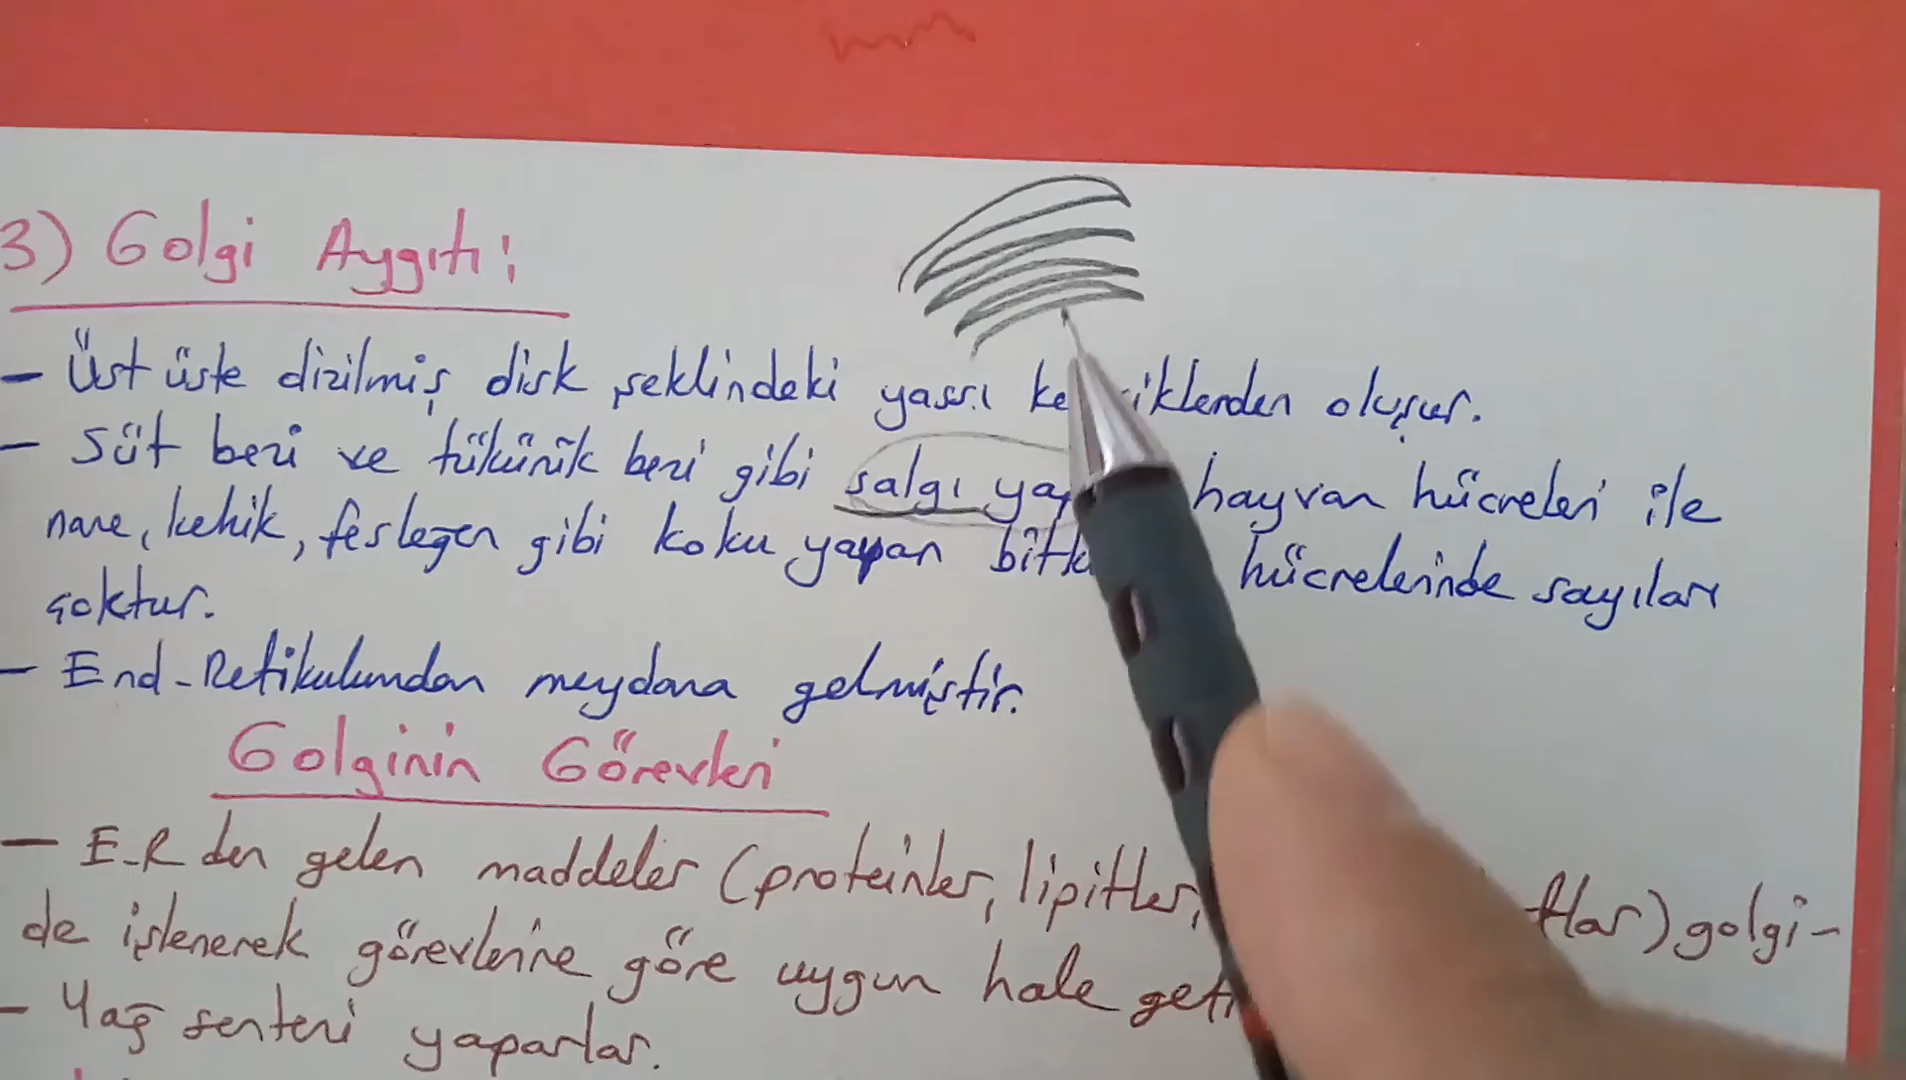 3) Golgi Aygıtı:
- Üst üste dizilmiş disk şeklindeki yassı ke iklerden oluşur.
- Süt bezi ve tükürük bezi gibi salgı yap hayvan hücreleri ile
nane, kekik, fesleğen gibi koku yapan bitk hücrelerinde sayıları
çoktur.
- End-Retikulumdan meydana gelmiştir.
Golginin Görevleri
- E.R den gelen maddeler (proteinler, lipitler, tlar) golgi-
de işlenerek görevlerine göre uygun hale geti
- Yağ sentezi yaparlar.